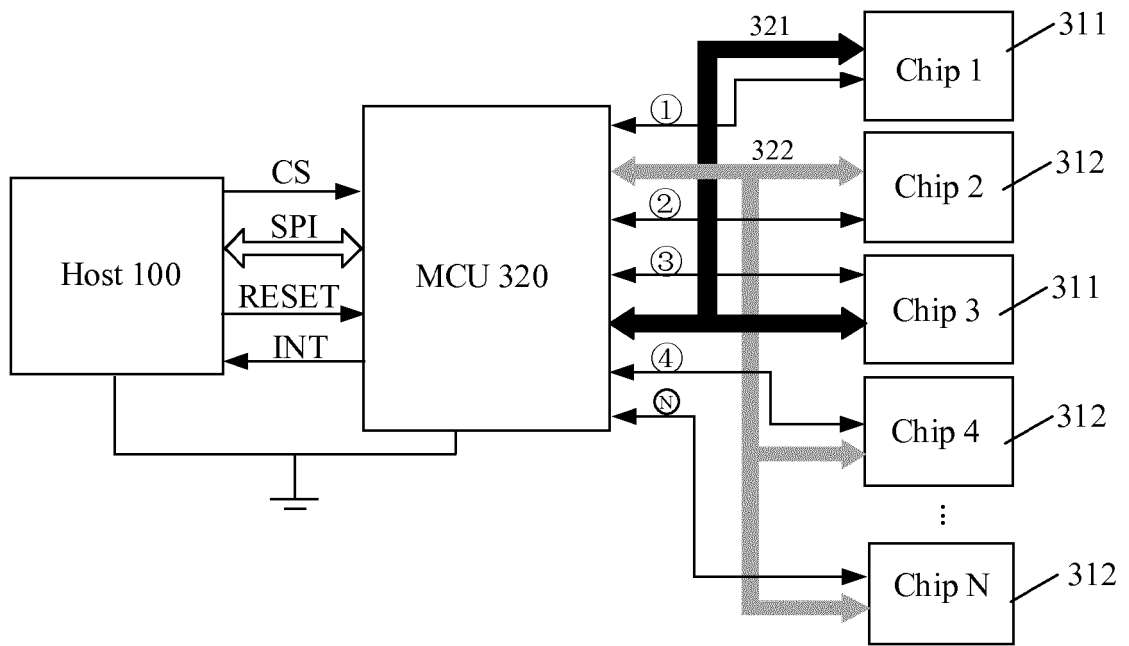 321
Chip 1
311
①
CS
SPI
Host 100
RESET
INT
MCU 320
322
Chip 2
312
②
③
Chip 3
311
④
Ⓝ
Chip 4
312
⋮
Chip N
312